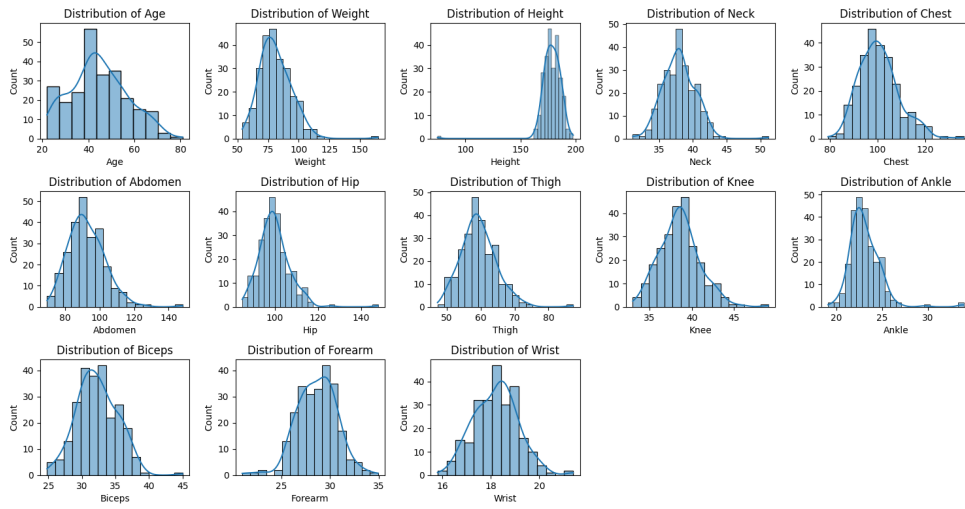 Distribution of Age
Count
50
40
30
20
10
0
20 40 60 80
Age
Distribution of Weight
Count
40
30
20
10
0
50 75 100 125 150
Weight
Distribution of Height
Count
40
30
20
10
0
100 150 200
Height
Distribution of Neck
Count
50
40
30
20
10
0
35 40 45 50
Neck
Distribution of Chest
Count
40
30
20
10
0
80 100 120
Chest
Distribution of Abdomen
Count
50
40
30
20
10
0
80 100 120 140
Abdomen
Distribution of Hip
Count
40
30
20
10
0
100 120 140
Hip
Distribution of Thigh
Count
50
40
30
20
10
0
50 60 70 80
Thigh
Distribution of Knee
Count
40
30
20
10
0
35 40 45
Knee
Distribution of Ankle
Count
50
40
30
20
10
0
20 25 30
Ankle
Distribution of Biceps
Count
40
30
20
10
0
25 30 35 40 45
Biceps
Distribution of Forearm
Count
40
30
20
10
0
25 30 35
Forearm
Distribution of Wrist
Count
40
30
20
10
0
16 18 20
Wrist